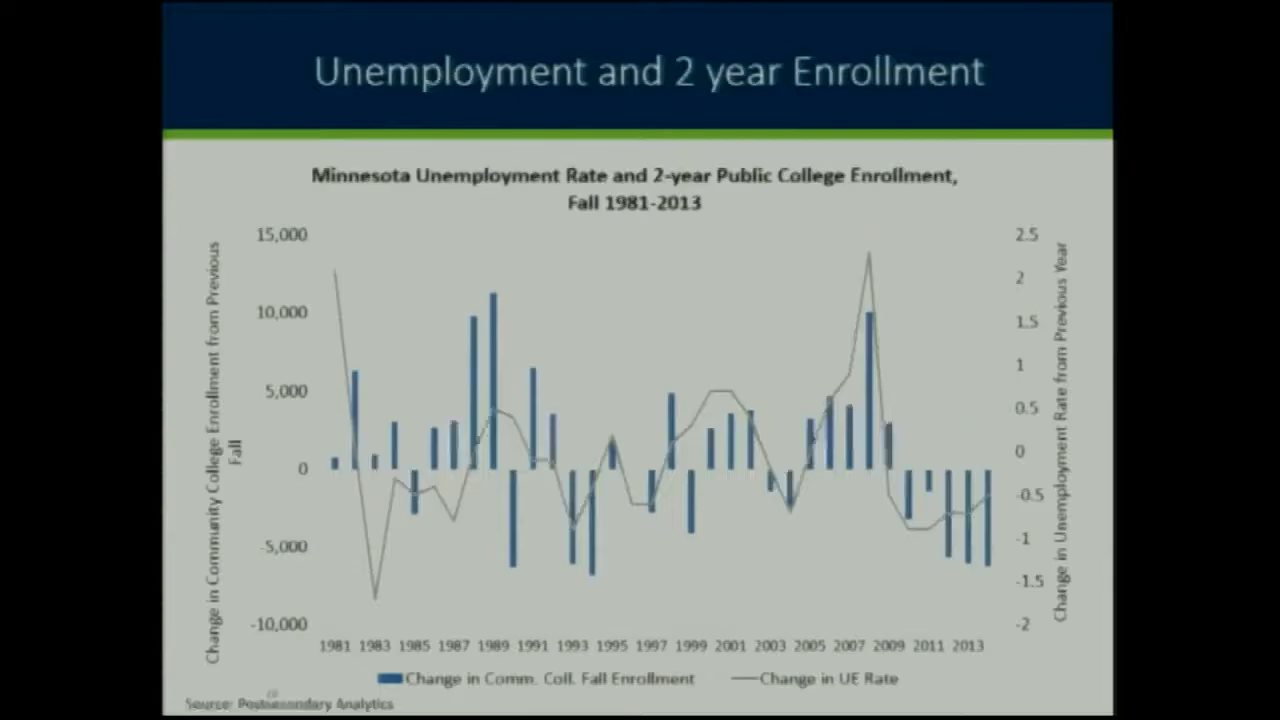 Unemployment and 2 year Enrollment
Minnesota Unemployment Rate and 2-year Public College Enrollment,
Fall 1981-2013
Change in Community College Enrollment from Previous
Fall
15,000
10,000
5,000
0
-5,000
-10,000
2.5
2
1.5
1
0.5
0
-0.5
-1
-1.5
-2
Change in Unemployment Rate from Previous Year
1981 1983 1985 1987 1989 1991 1993 1995 1997 1999 2001 2003 2005 2007 2009 2011 2013
Change in Comm. Coll. Fall Enrollment
Change in UE Rate
Source: Postsecondary Analytics